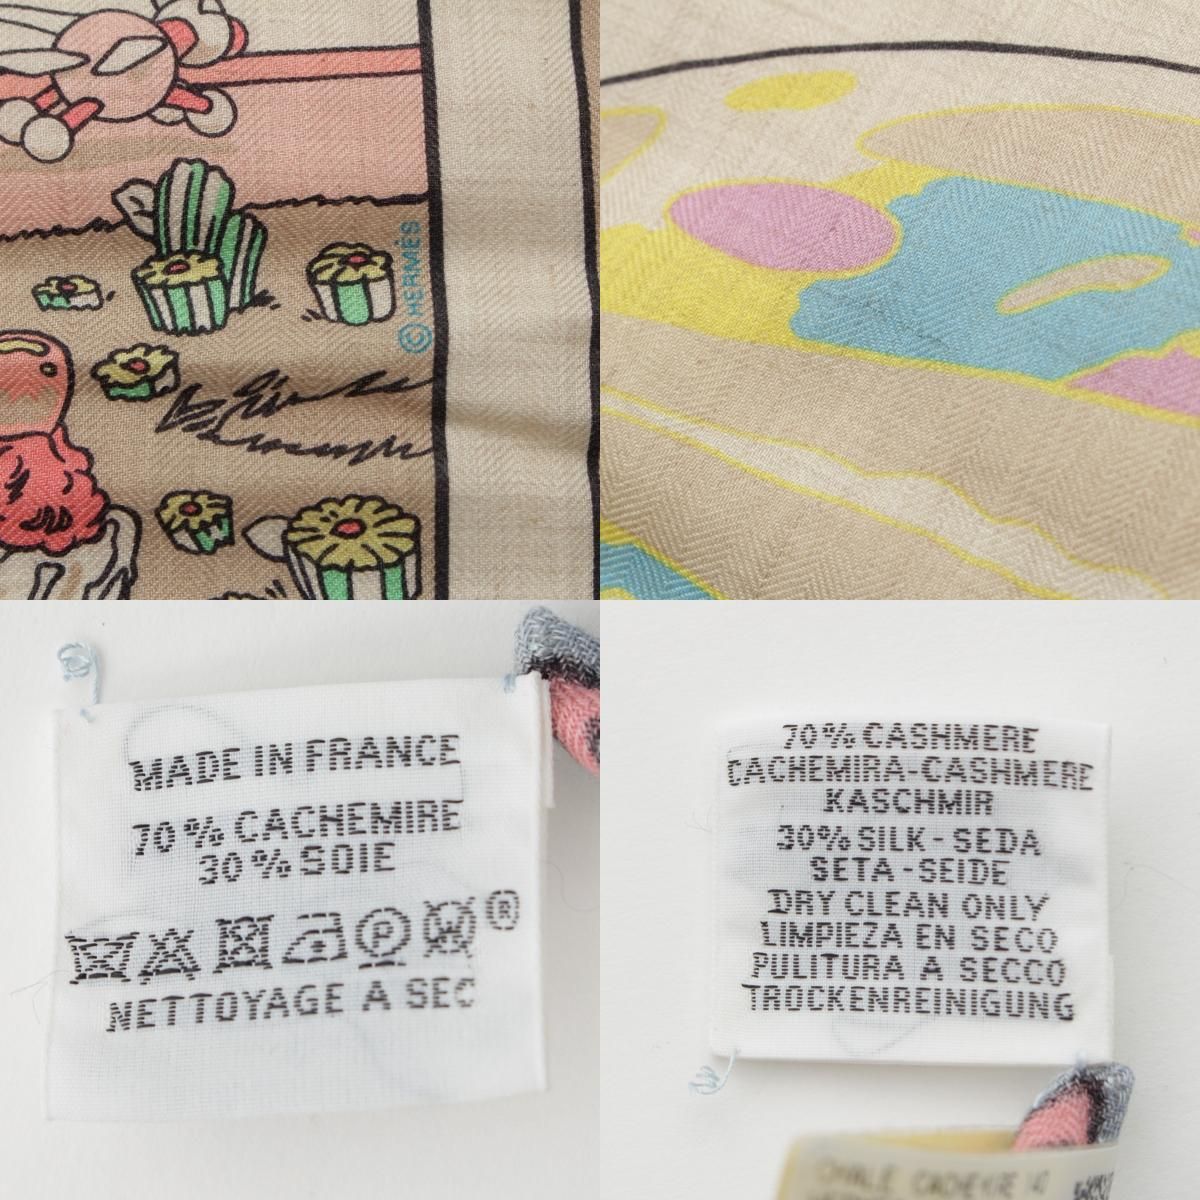 © HERMÈS
MADE IN FRANCE
70% CACHEMIRE
30% SOIE
®
NETTOYAGE A SEC
70% CASHMERE
CACHEMIRA-CASHMERE
KASCHMIR
30% SILK-SEDA
SETA-SEIDE
DRY CLEAN ONLY
LIMPIEZA EN SECO
PULITURA A SECCO
TROCKENREINIGUNG